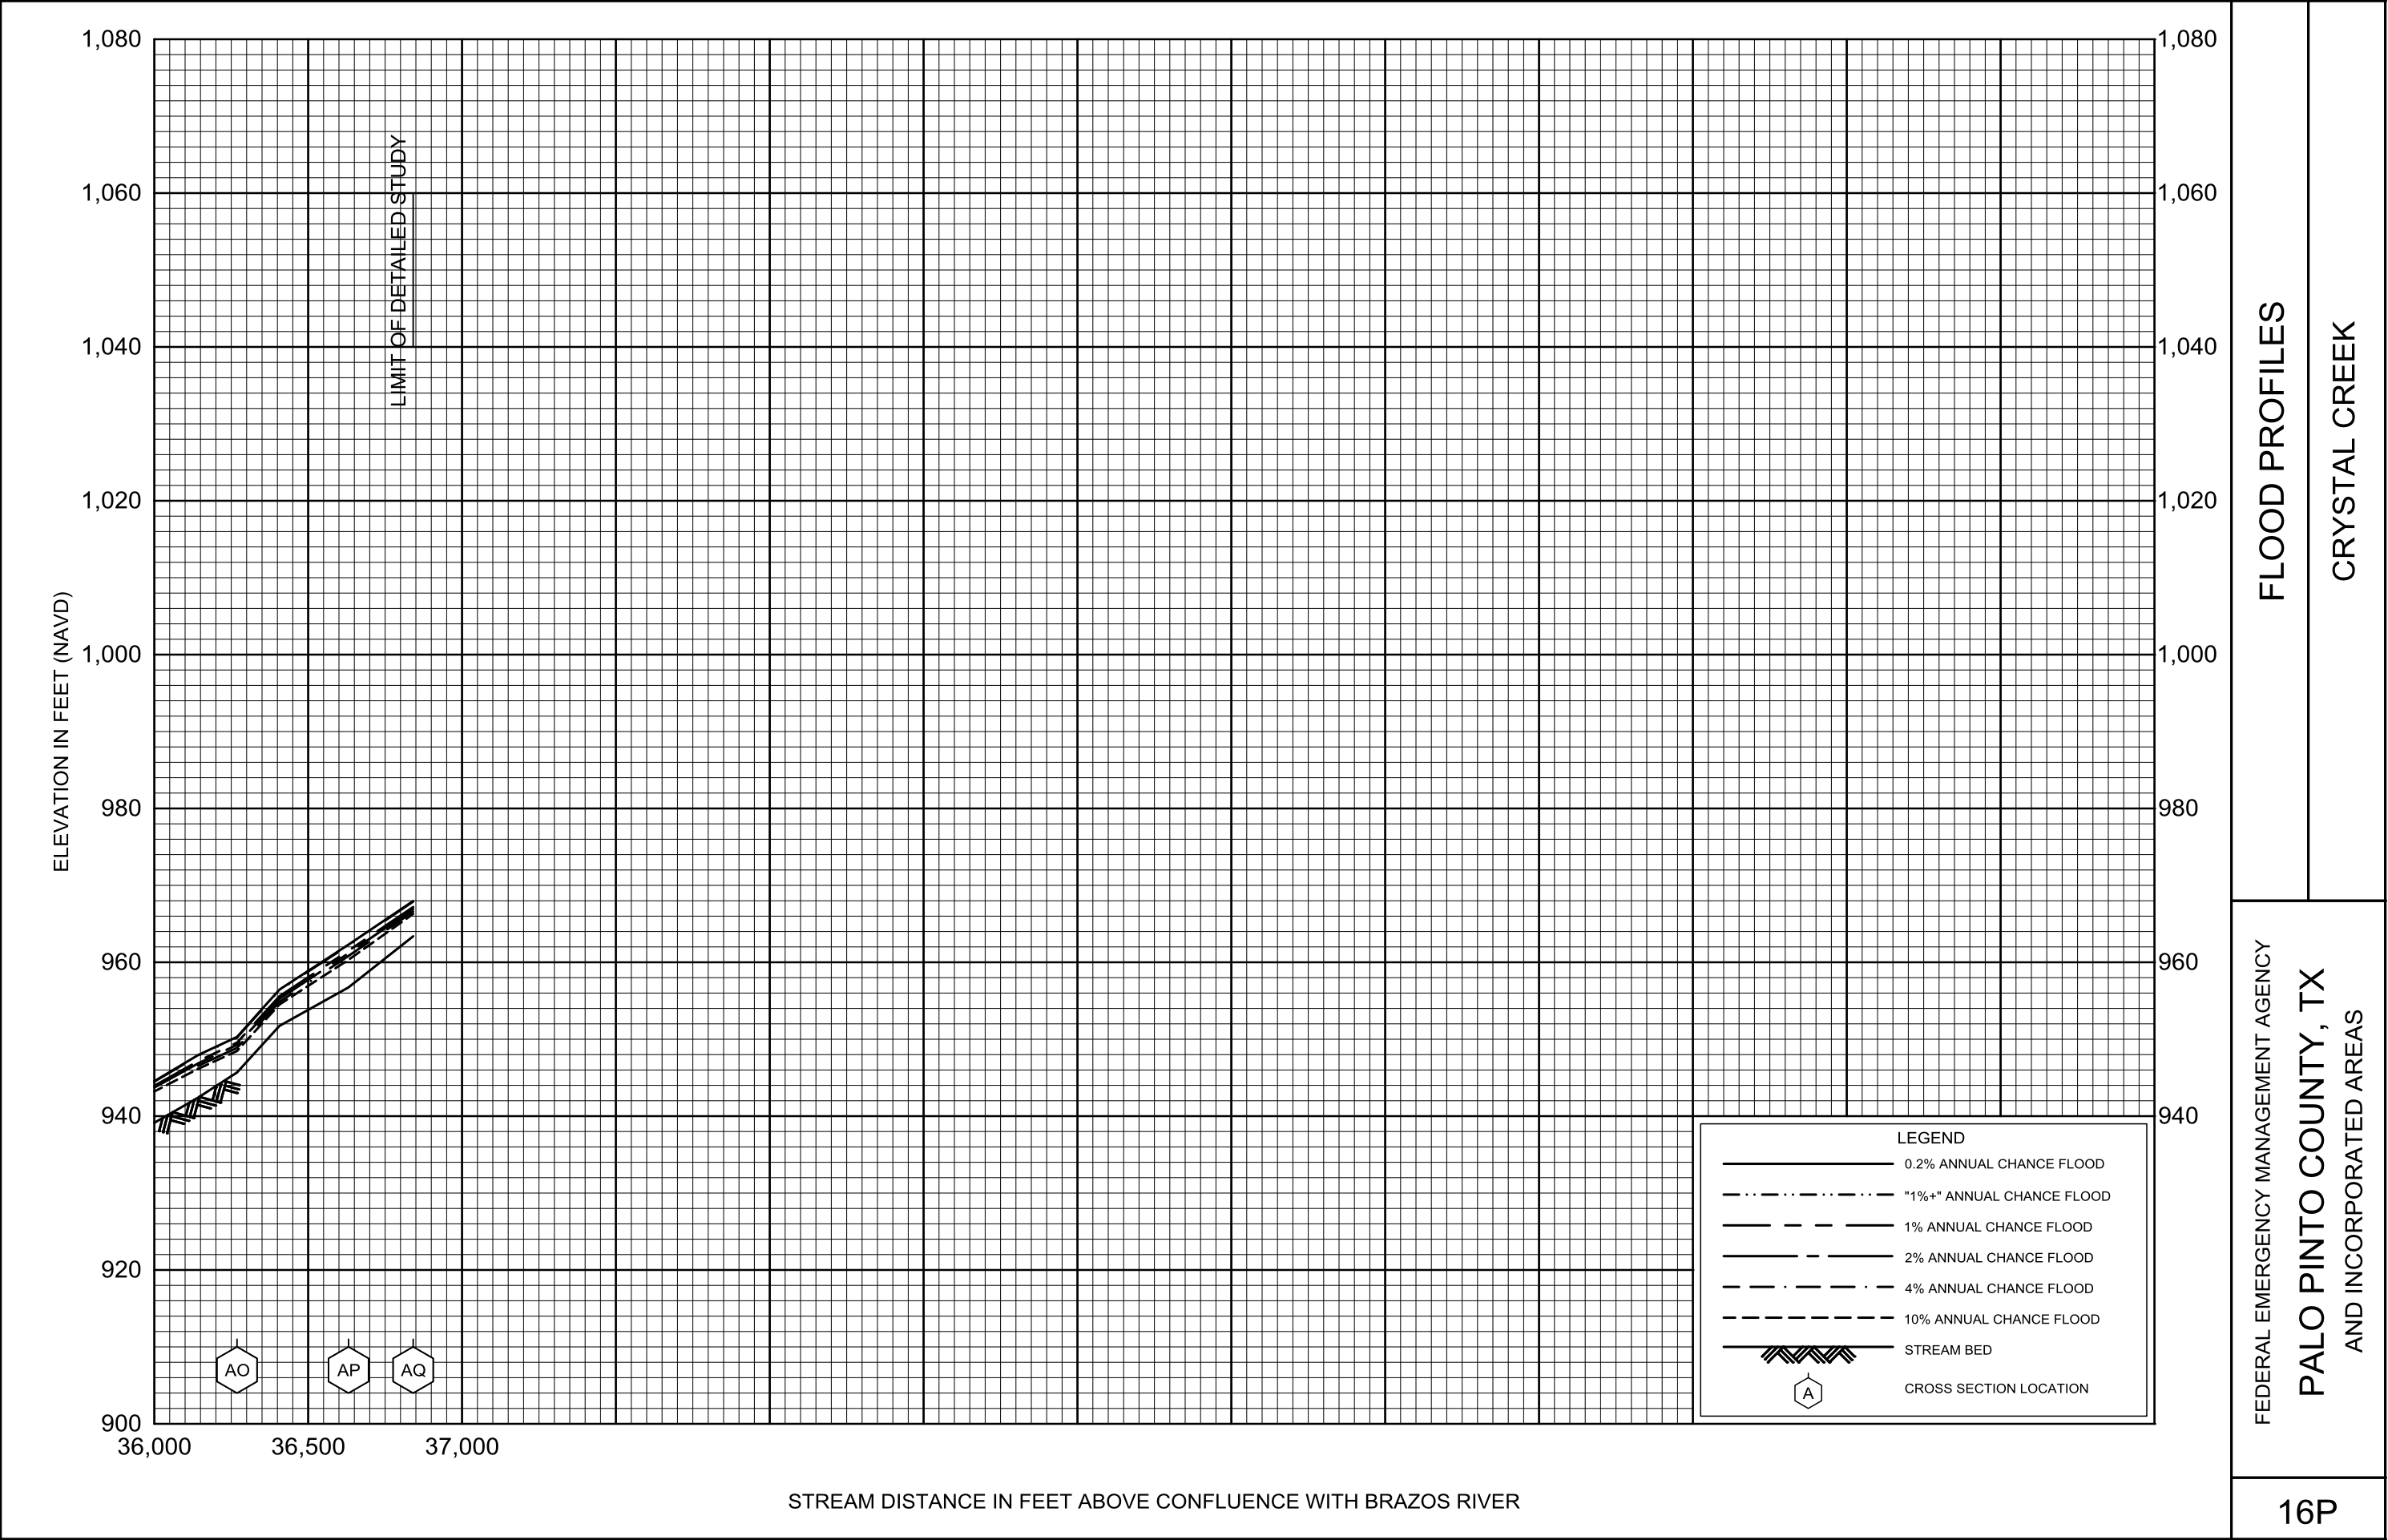 1,080
1,060
1,040
1,020
1,000
980
960
940
920
900
ELEVATION IN FEET (NAVD)
LIMIT OF DETAILED STUDY
AO
AP
AQ
36,000
36,500
37,000
STREAM DISTANCE IN FEET ABOVE CONFLUENCE WITH BRAZOS RIVER
1,080
1,060
1,040
1,020
1,000
980
960
940
LEGEND
0.2% ANNUAL CHANCE FLOOD
"1%+" ANNUAL CHANCE FLOOD
1% ANNUAL CHANCE FLOOD
2% ANNUAL CHANCE FLOOD
4% ANNUAL CHANCE FLOOD
10% ANNUAL CHANCE FLOOD
STREAM BED
A
CROSS SECTION LOCATION
FLOOD PROFILES
CRYSTAL CREEK
FEDERAL EMERGENCY MANAGEMENT AGENCY
PALO PINTO COUNTY, TX
AND INCORPORATED AREAS
16P